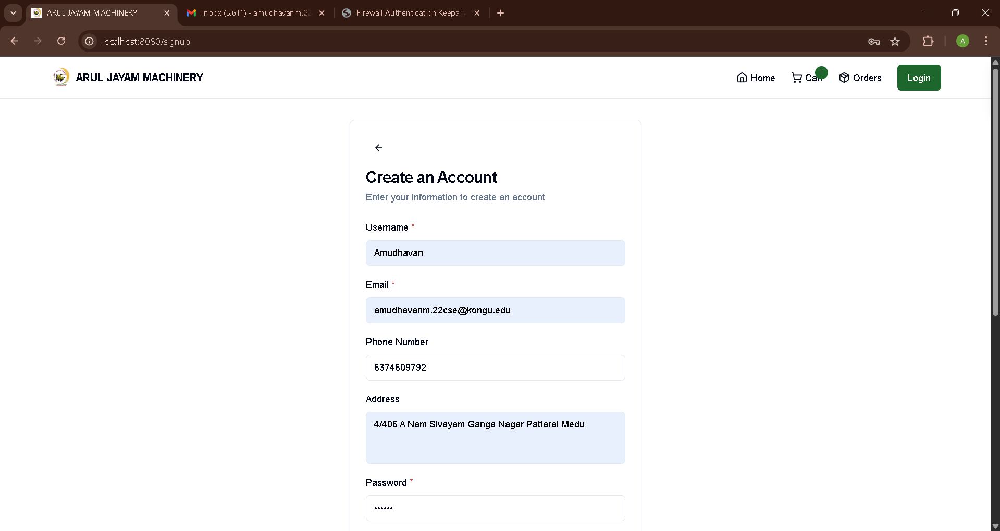 ARUL JAYAM MACHINERY
Inbox (5,611) - amudhavanm.22
Firewall Authentication Keepaliv
localhost:8080/signup
A
ARUL JAYAM MACHINERY
Home
Cart
1
Orders
Login
Create an Account
Enter your information to create an account
Username *
Amudhavan
Email *
amudhavanm.22cse@kongu.edu
Phone Number
6374609792
Address
4/406 A Nam Sivayam Ganga Nagar Pattarai Medu
Password *
••••••